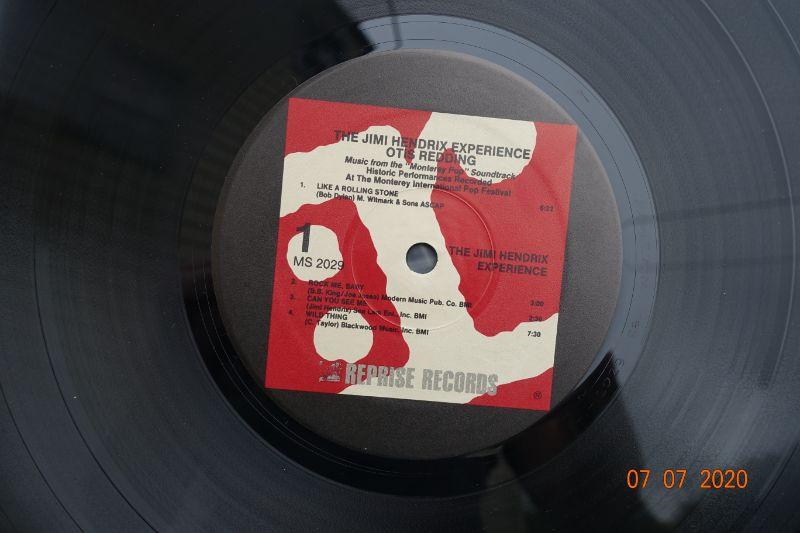 THE JIMI HENDRIX EXPERIENCE
OTIS REDDING
Music from the "Monterey Pop" Soundtrack
Historic Performances Recorded
At The Monterey International Pop Festival
1. LIKE A ROLLING STONE
(Bob Dylan) M. Witmark & Sons ASCAP 6:22
1
MS 2029
THE JIMI HENDRIX
EXPERIENCE
2. ROCK ME, BABY
(B.B. King/Joe Josea) Modern Music Pub. Co. BMI 3:00
3. CAN YOU SEE ME
(Jimi Hendrix) Inc. BMI 2:30
4. WILD THING
(C. Taylor) Blackwood Music, Inc. BMI 7:30
REPRISE RECORDS
07 07 2020